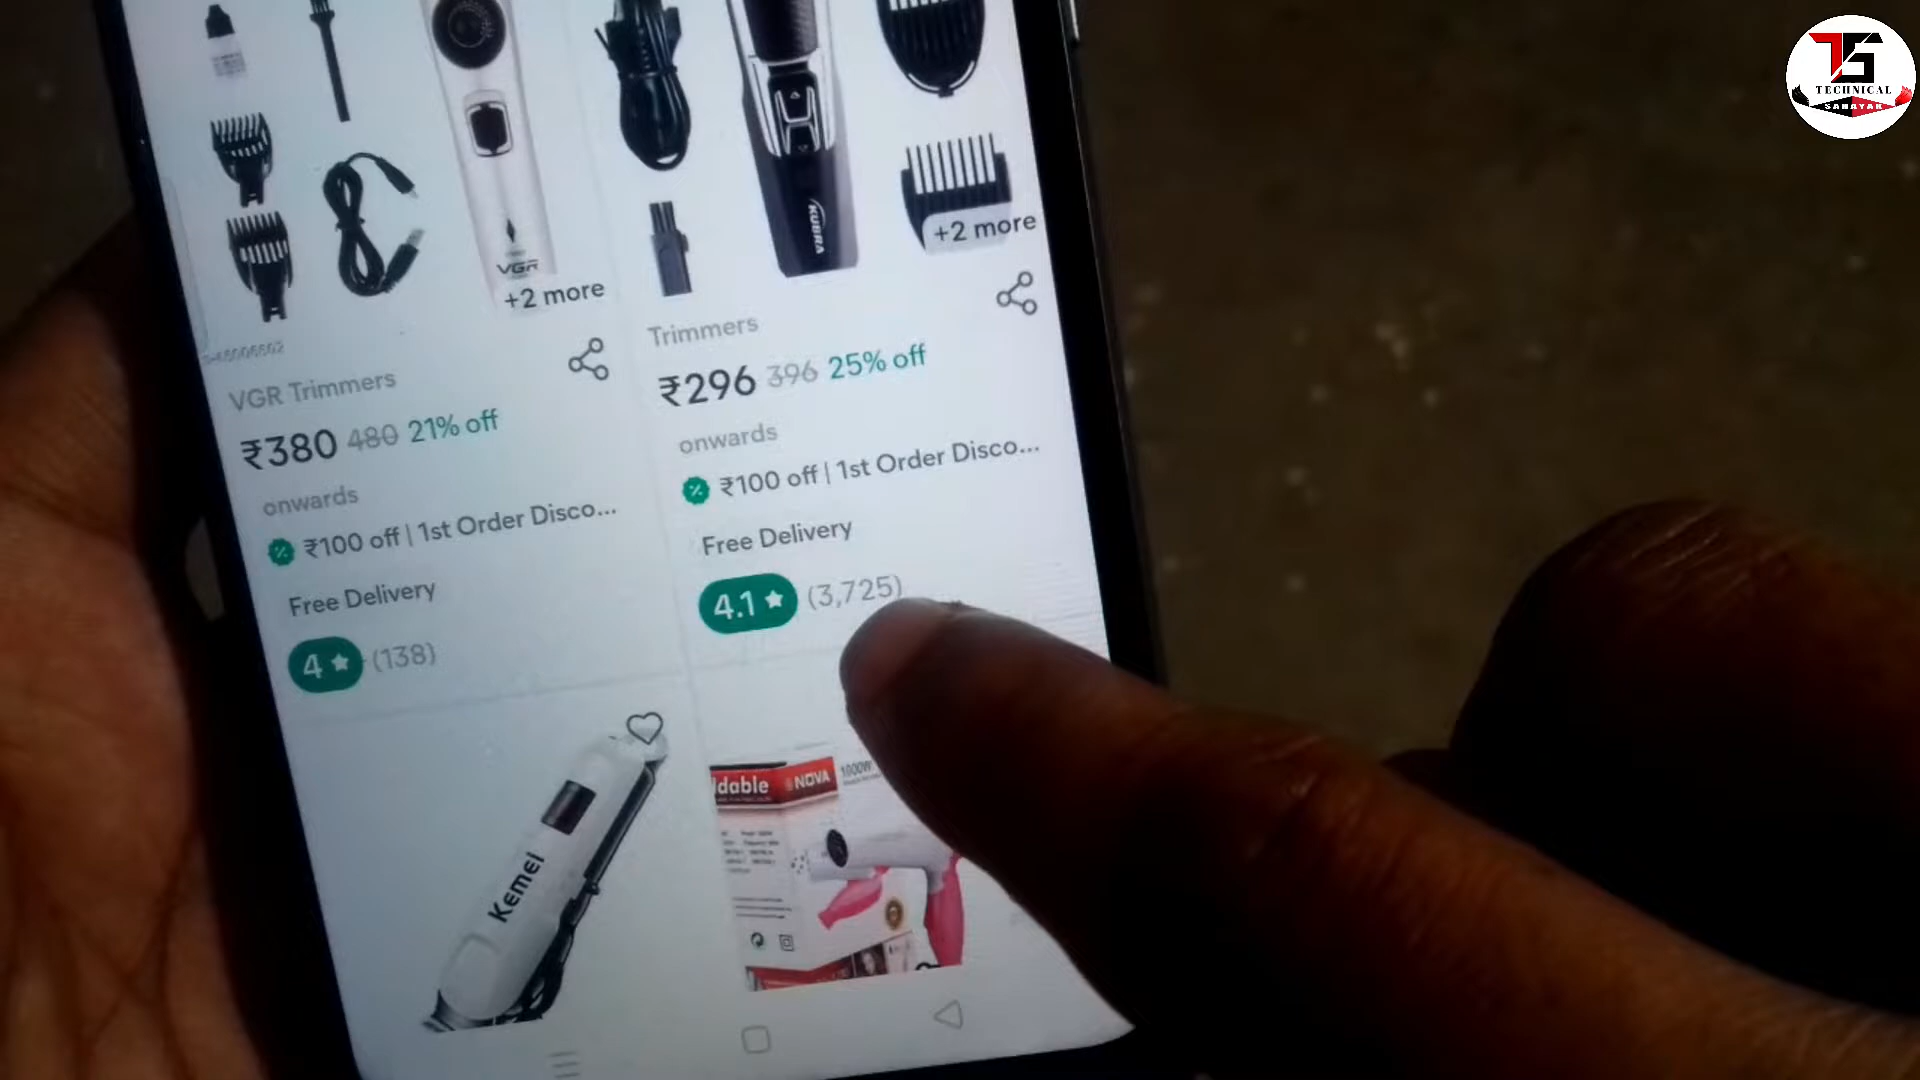 TS
TECHNICAL
SAHAYAK
VGR
+2 more
KUBRA
+2 more
VGR Trimmers
₹380 480 21% off
onwards
₹100 off | 1st Order Disco...
Free Delivery
4 ★ (138)
Trimmers
₹296 396 25% off
onwards
₹100 off | 1st Order Disco...
Free Delivery
4.1 ★ (3,725)
Kemei
ldable NOVA 1000W